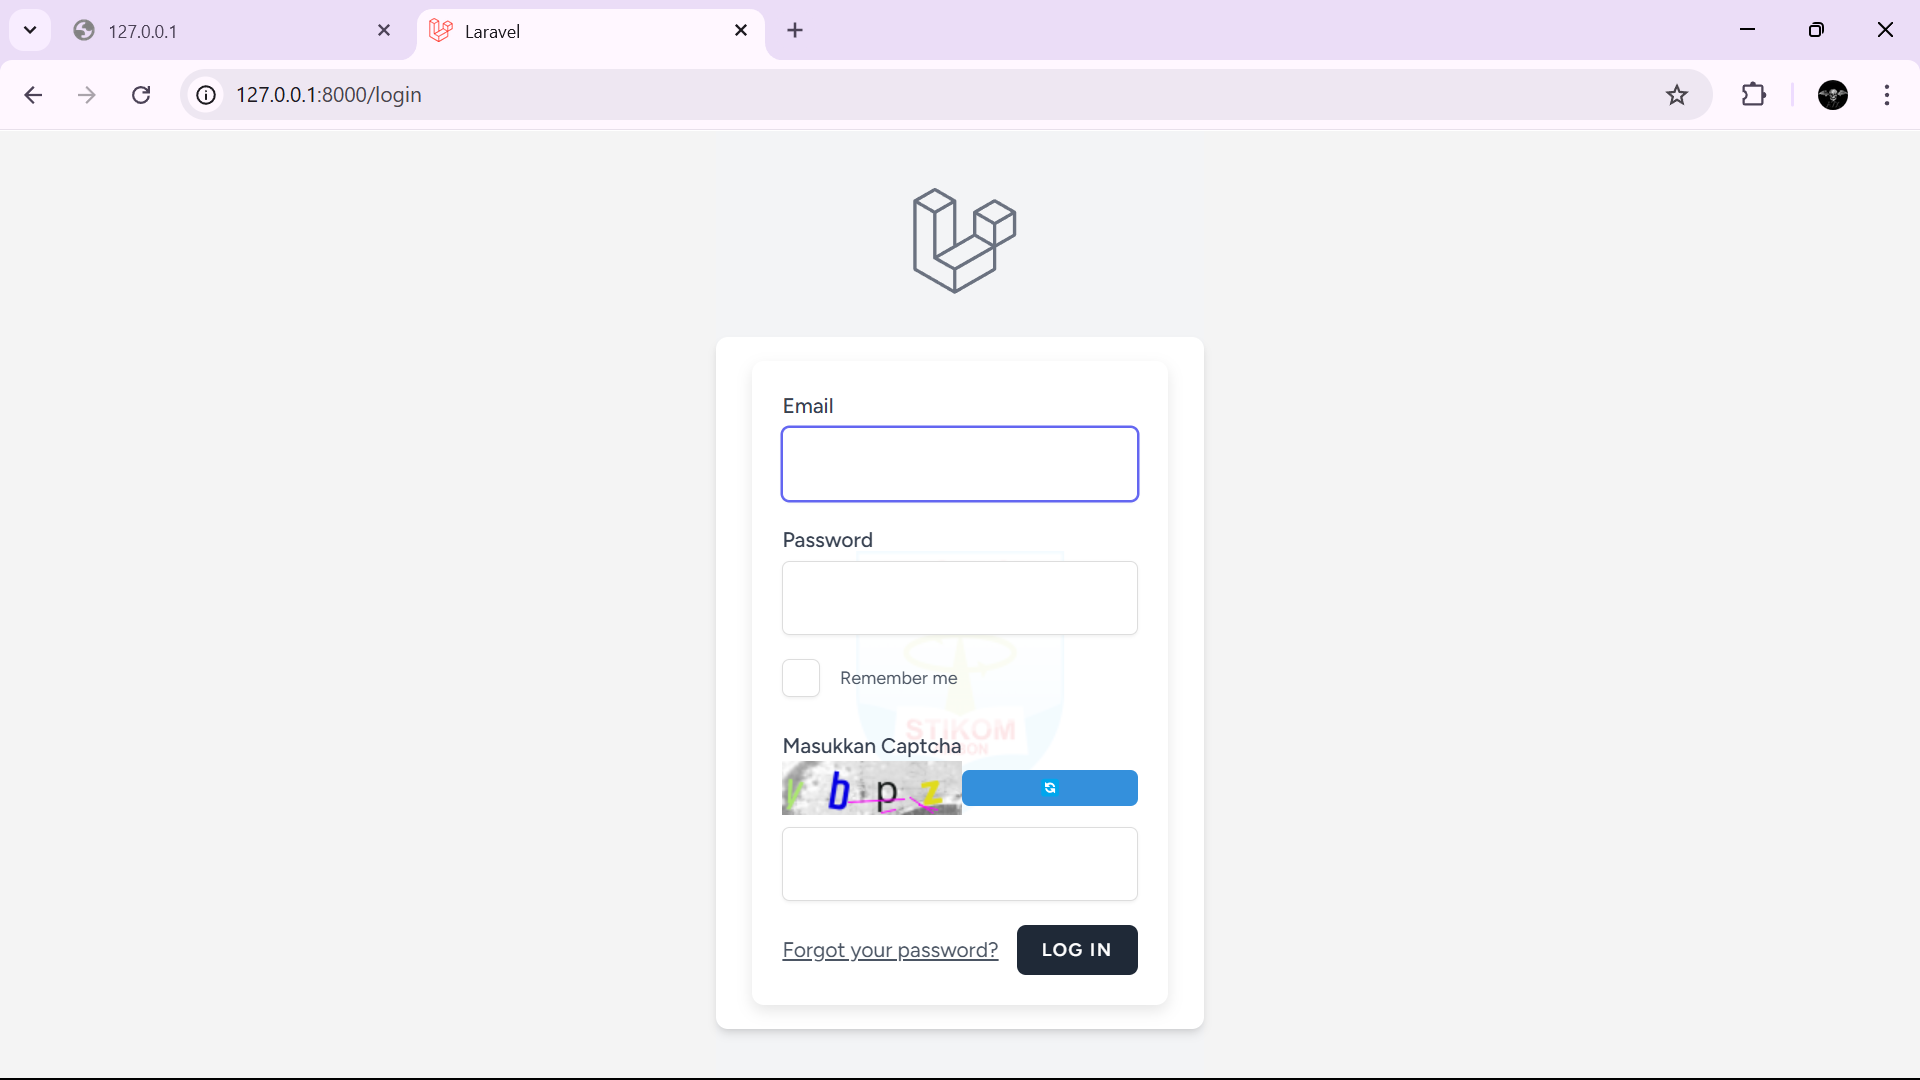 127.0.0.1
Laravel
127.0.0.1:8000/login
Email
Password
Remember me
STIKOM
Masukkan Captcha
V b p z
Forgot your password?
LOG IN